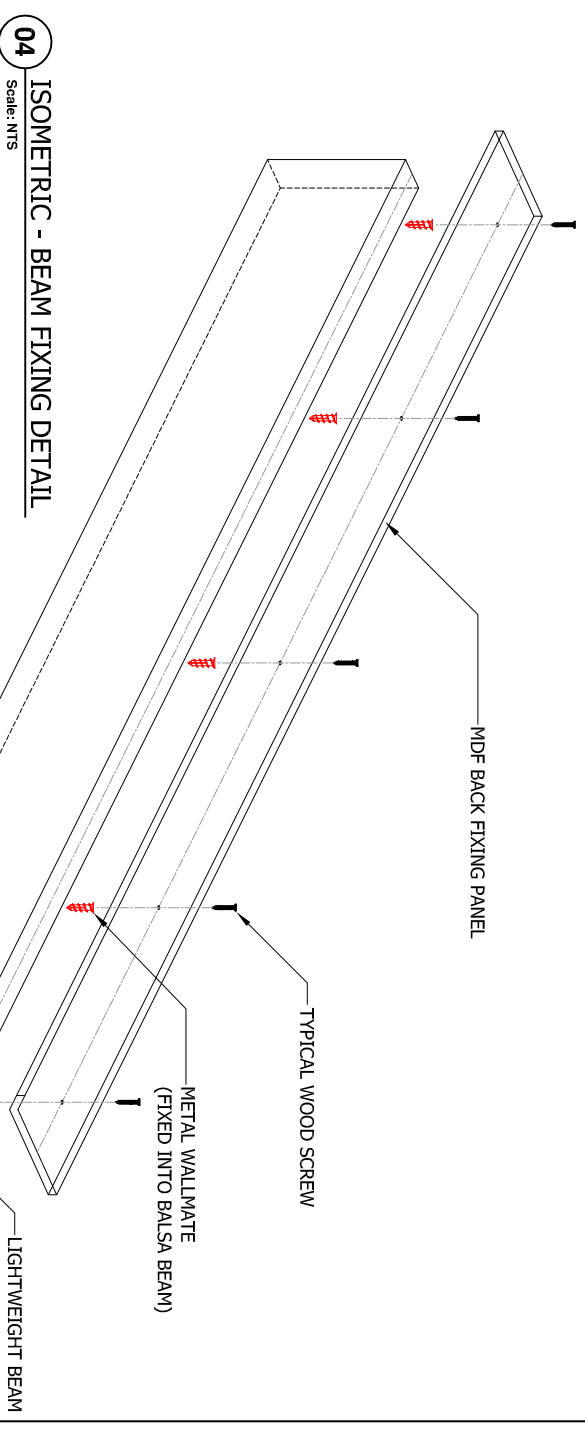 MDF BACK FIXING PANEL
TYPICAL WOOD SCREW
METAL WALLMATE
(FIXED INTO BALSA BEAM)
LIGHTWEIGHT BEAM
04
ISOMETRIC - BEAM FIXING DETAIL
Scale: NTS